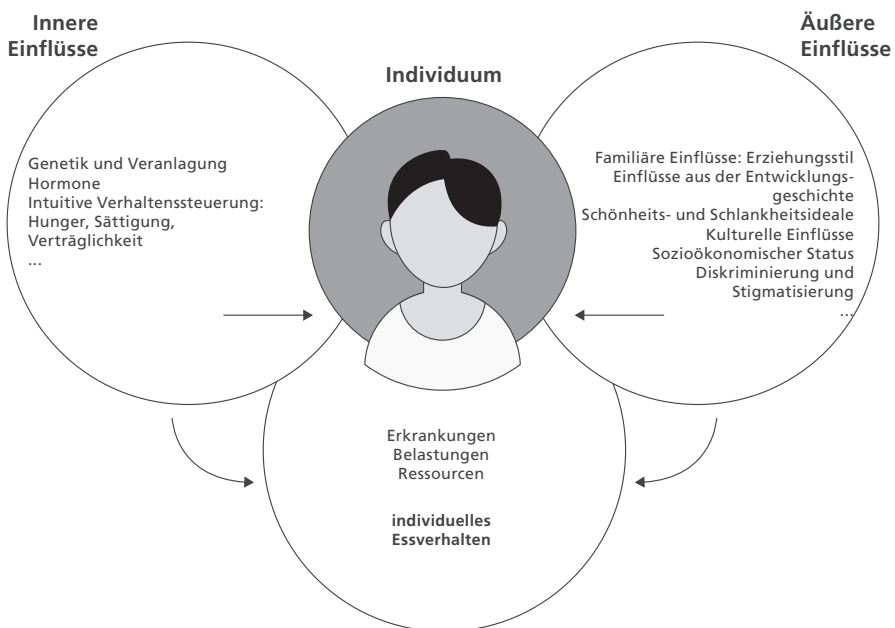 Innere
Einflüsse
Genetik und Veranlagung
Hormone
Intuitive Verhaltenssteuerung:
Hunger, Sättigung,
Verträglichkeit
...
Individuum
Äußere
Einflüsse
Familiäre Einflüsse: Erziehungsstil
Einflüsse aus der Entwicklungs-
geschichte
Schönheits- und Schlankheitsideale
Kulturelle Einflüsse
Sozioökonomischer Status
Diskriminierung und
Stigmatisierung
...
Erkrankungen
Belastungen
Ressourcen
individuelles
Essverhalten